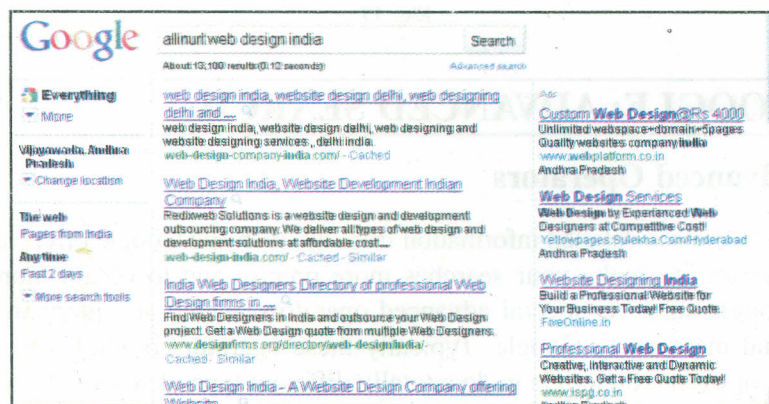 Google
allinurl:web design india
Search
About 13,100 results (0.12 seconds)
Advanced search
Everything
More
Vijayawada, Andhra
Pradesh
Change location
The web
Pages from India
Any time
Past 2 days
More search tools
web design india, website design delhi, web designing
delhi and ...
web design india, website design delhi, web designing and
website designing services , delhi india.
web-design-company-india.com/ - Cached
Web Design India, Website Development Indian
Company
Redixweb Solutions is a website design and development
outsourcing company. We deliver all types of web design and
development solutions at affordable cost....
web-design-india.com/ - Cached - Similar
India Web Designers Directory of professional Web
Design firms in ...
Find Web Designers in India and outsource your Web Design
project. Get a Web Design quote from multiple Web Designers.
www.designfirms.org/directory/web-designindia/
Cached - Similar
Web Design India - A Website Design Company offering
Website
Ads
Custom Web Design@Rs 4000
Unlimited webspace+domain+5pages
Quality websites company india
www.webplatform.co.in
Andhra Pradesh
Web Design Services
Web Design by Experienced Web
Designers at Competitive Cost!
Yellowpages.Sulekha.Com/Hyderabad
Andhra Pradesh
Website Designing India
Build a Professional Website for
Your Business Today! Free Quote.
FiveOnline.in
Professional Web Design
Creative, Interactive and Dynamic
Websites. Get a Free Quote Today!
www.ispg.co.in
Andhra Pradesh